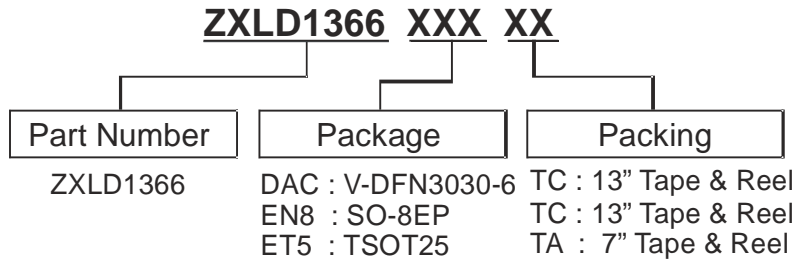 ZXLD1366 XXX XX
Part Number Package Packing
ZXLD1366 DAC : V-DFN3030-6 TC : 13” Tape & Reel
EN8 : SO-8EP TC : 13” Tape & Reel
ET5 : TSOT25 TA : 7” Tape & Reel